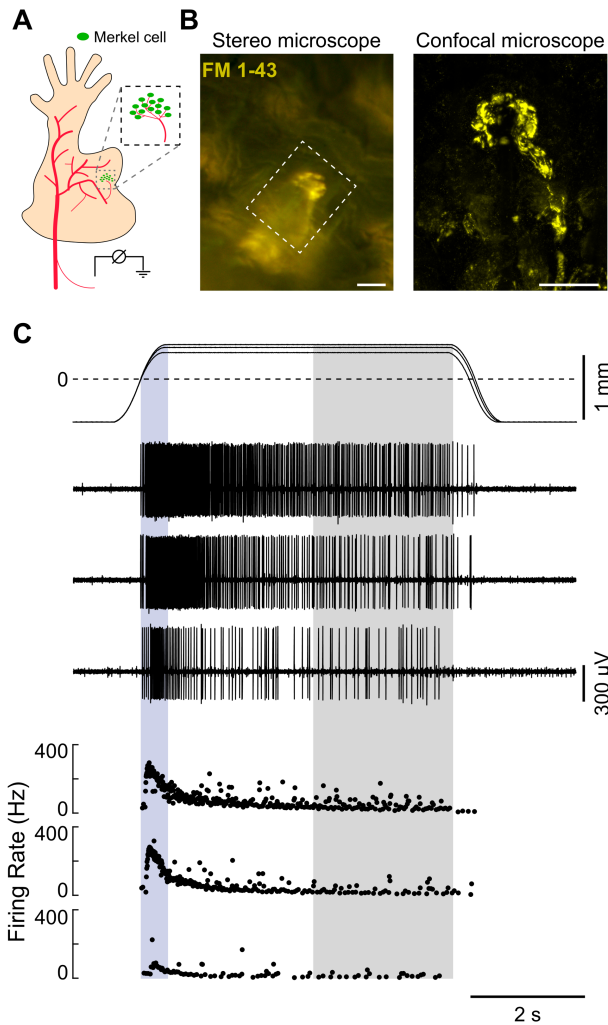 A
Merkel cell
B
Stereo microscope
Confocal microscope
FM 1-43
C
0
1 mm
300 µV
Firing Rate (Hz)
400
0
400
0
400
0
2 s